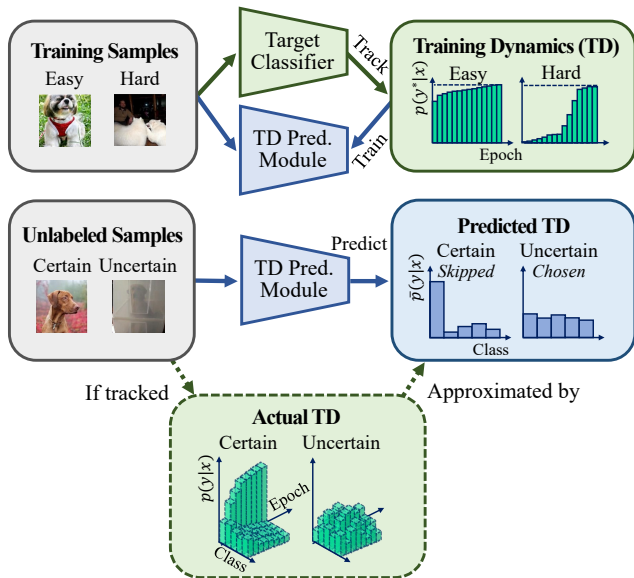 Training Samples
Easy Hard
Target
Classifier
Track
TD Pred.
Module
Train
Training Dynamics (TD)
p(y*|x)
Easy Hard
Epoch
Unlabeled Samples
Certain Uncertain
TD Pred.
Module
Predict
Predicted TD
Certain Uncertain
Skipped Chosen
p̄(y|x)
Class
If tracked
Approximated by
Actual TD
Certain Uncertain
p(y|x)
Epoch
Class